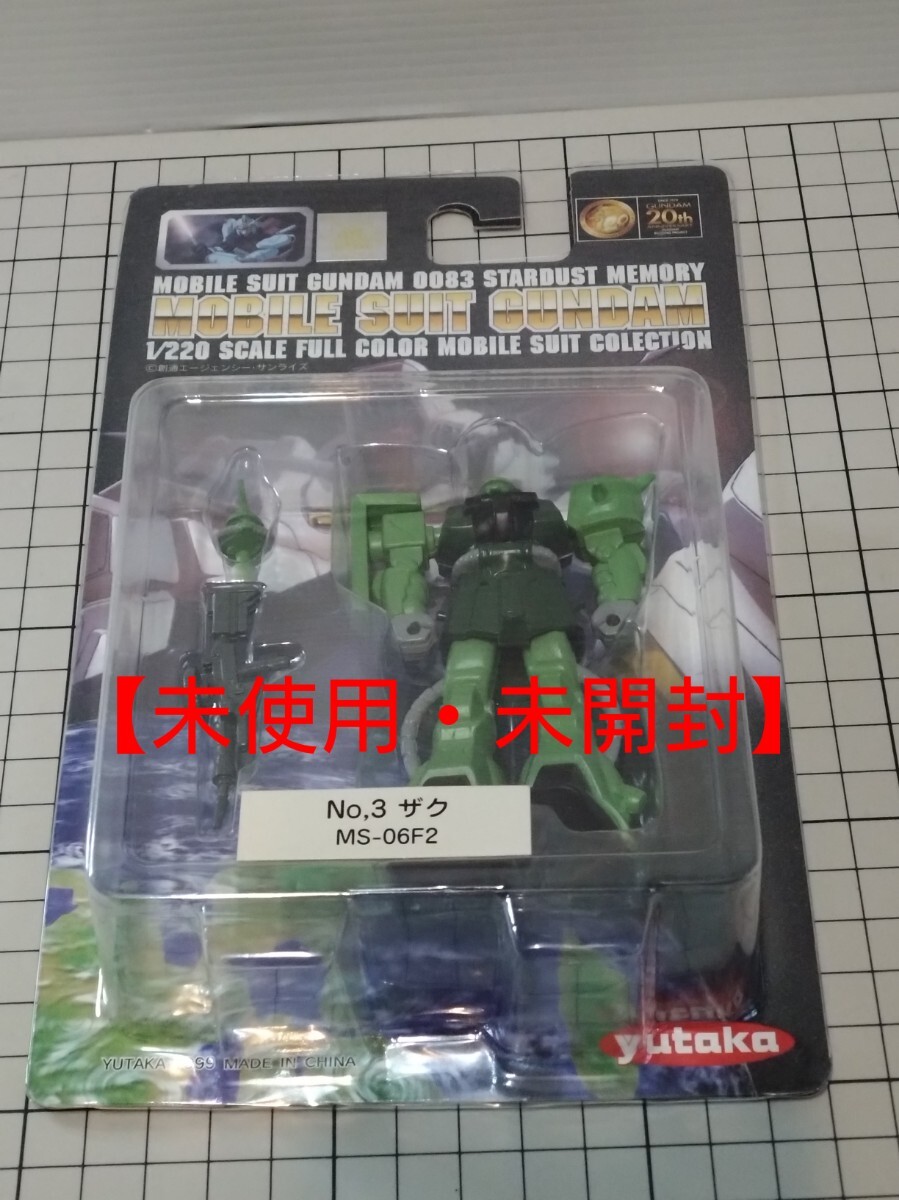 GUNDAM
20th
MOBILE SUIT GUNDAM 0083 STARDUST MEMORY
MOBILE SUIT GUNDAM
1/220 SCALE FULL COLOR MOBILE SUIT COLECTION
©創通エージェンシー・サンライズ
【未使用・未開封】
No,3 ザク
MS-06F2
yutaka
YUTAKA 99 MADE IN CHINA